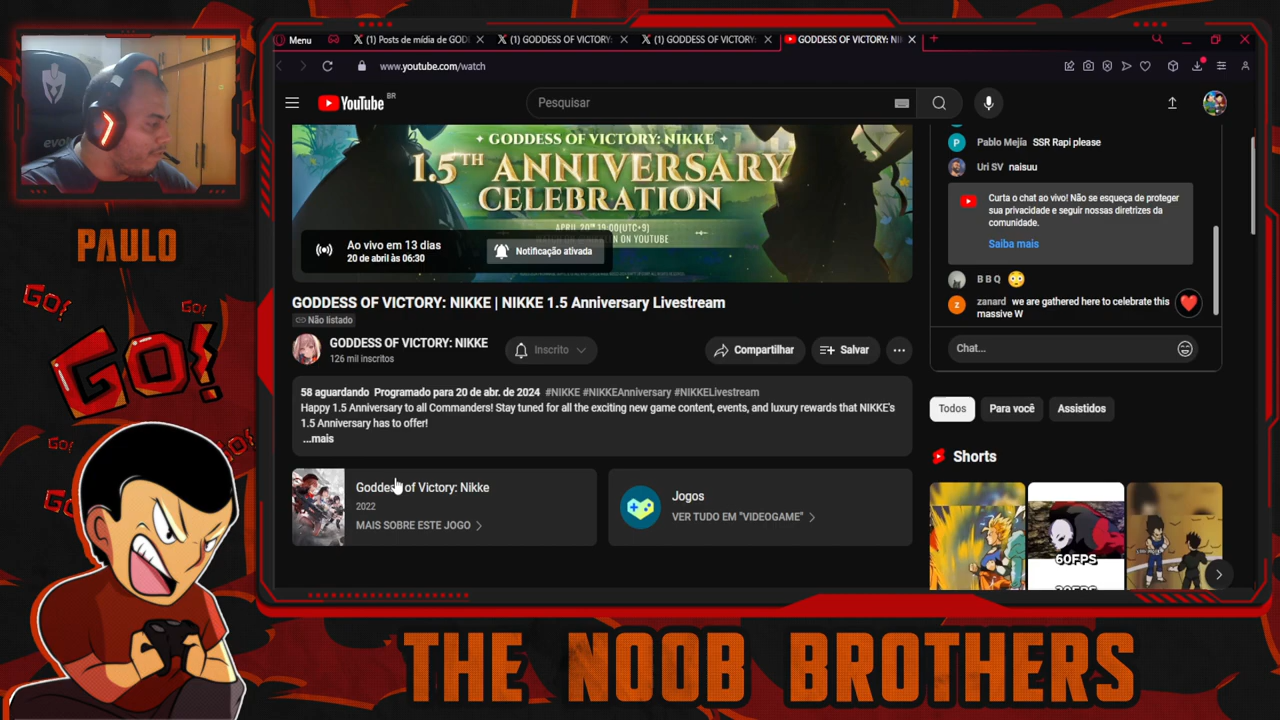 Menu
(1) Posts de mídia de GOD
(1) GODDESS OF VICTORY:
(1) GODDESS OF VICTORY:
GODDESS OF VICTORY: NI
www.youtube.com/watch
YouTube BR
Pesquisar
GODDESS OF VICTORY: NIKKE
1.5TH ANNIVERSARY
CELEBRATION
Ao vivo em 13 dias
20 de abril às 06:30
Notificação ativada
GODDESS OF VICTORY: NIKKE | NIKKE 1.5 Anniversary Livestream
Não listado
GODDESS OF VICTORY: NIKKE
126 mil inscritos
Inscrito
Compartilhar
Salvar
58 aguardando Programado para 20 de abr. de 2024 #NIKKE #NIKKEAnniversary #NIKKELivestream
Happy 1.5 Anniversary to all Commanders! Stay tuned for all the exciting new game content, events, and luxury rewards that NIKKE's
1.5 Anniversary has to offer!
...mais
Goddess of Victory: Nikke
2022
MAIS SOBRE ESTE JOGO
Jogos
VER TUDO EM "VIDEOGAME"
Pablo Mejía SSR Rapi please
Uri SV naisuu
Curta o chat ao vivo! Não se esqueça de proteger
sua privacidade e seguir nossas diretrizes da
comunidade.
Saiba mais
B B Q 😳
zanard we are gathered here to celebrate this
massive W
Chat...
Todos
Para você
Assistidos
Shorts
60FPS
PAULO
GO!
GO!
GO!
GO!
GO!
THE NOOB BROTHERS